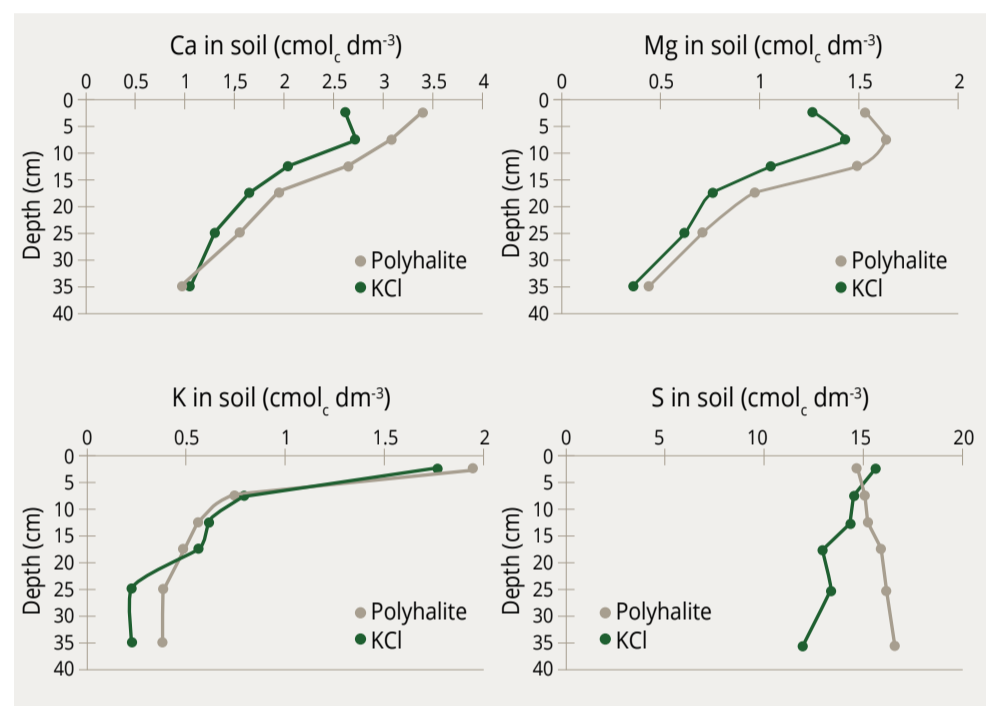 Ca in soil (cmolc dm-3)
0 0.5 1 1,5 2 2.5 3 3.5 4
0
5
10
15
20
25
30
35
40
Depth (cm)
Polyhalite
KCl
Mg in soil (cmolc dm-3)
0 0.5 1 1.5 2
0
5
10
15
20
25
30
35
40
Depth (cm)
Polyhalite
KCl
K in soil (cmolc dm-3)
0 0.5 1 1.5 2
0
5
10
15
20
25
30
35
40
Depth (cm)
Polyhalite
KCl
S in soil (cmolc dm-3)
0 5 10 15 20
0
5
10
15
20
25
30
35
40
Depth (cm)
Polyhalite
KCl